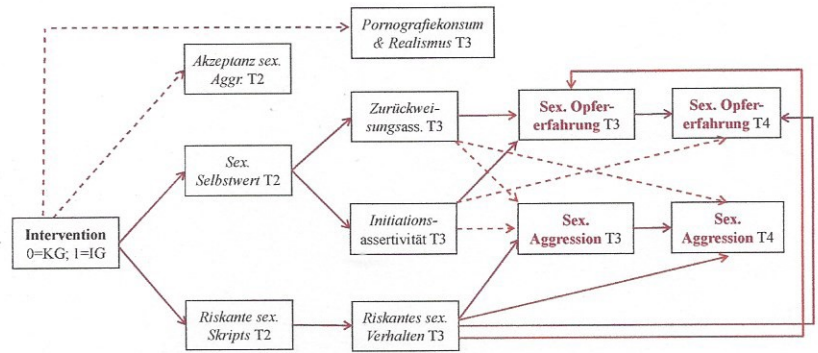 Pornografiekonsum
& Realismus T3
Akzeptanz sex.
Aggr. T2
Zurückwei-
sungsass. T3
Sex. Opfer-
erfahrung T3
Sex. Opfer-
erfahrung T4
Sex.
Selbstwert T2
Initiations-
assertivität T3
Sex.
Aggression T3
Sex.
Aggression T4
Intervention
0=KG; 1=IG
Riskante sex.
Skripts T2
Riskantes sex.
Verhalten T3